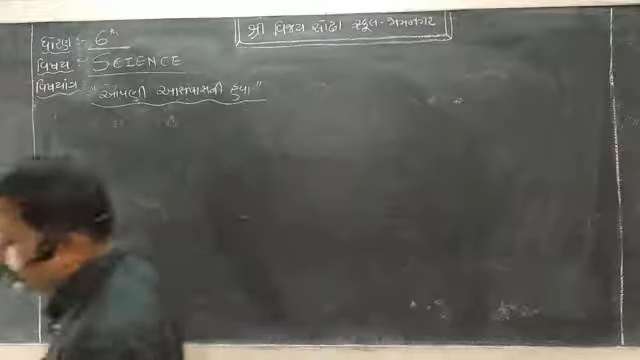 શ્રી વિજય સોઢા સ્કૂલ - જામનગર
ધોરણ :- 6th
વિષય :- SCIENCE
વિષયાંગ :- "આપણી આસપાસની હવા"